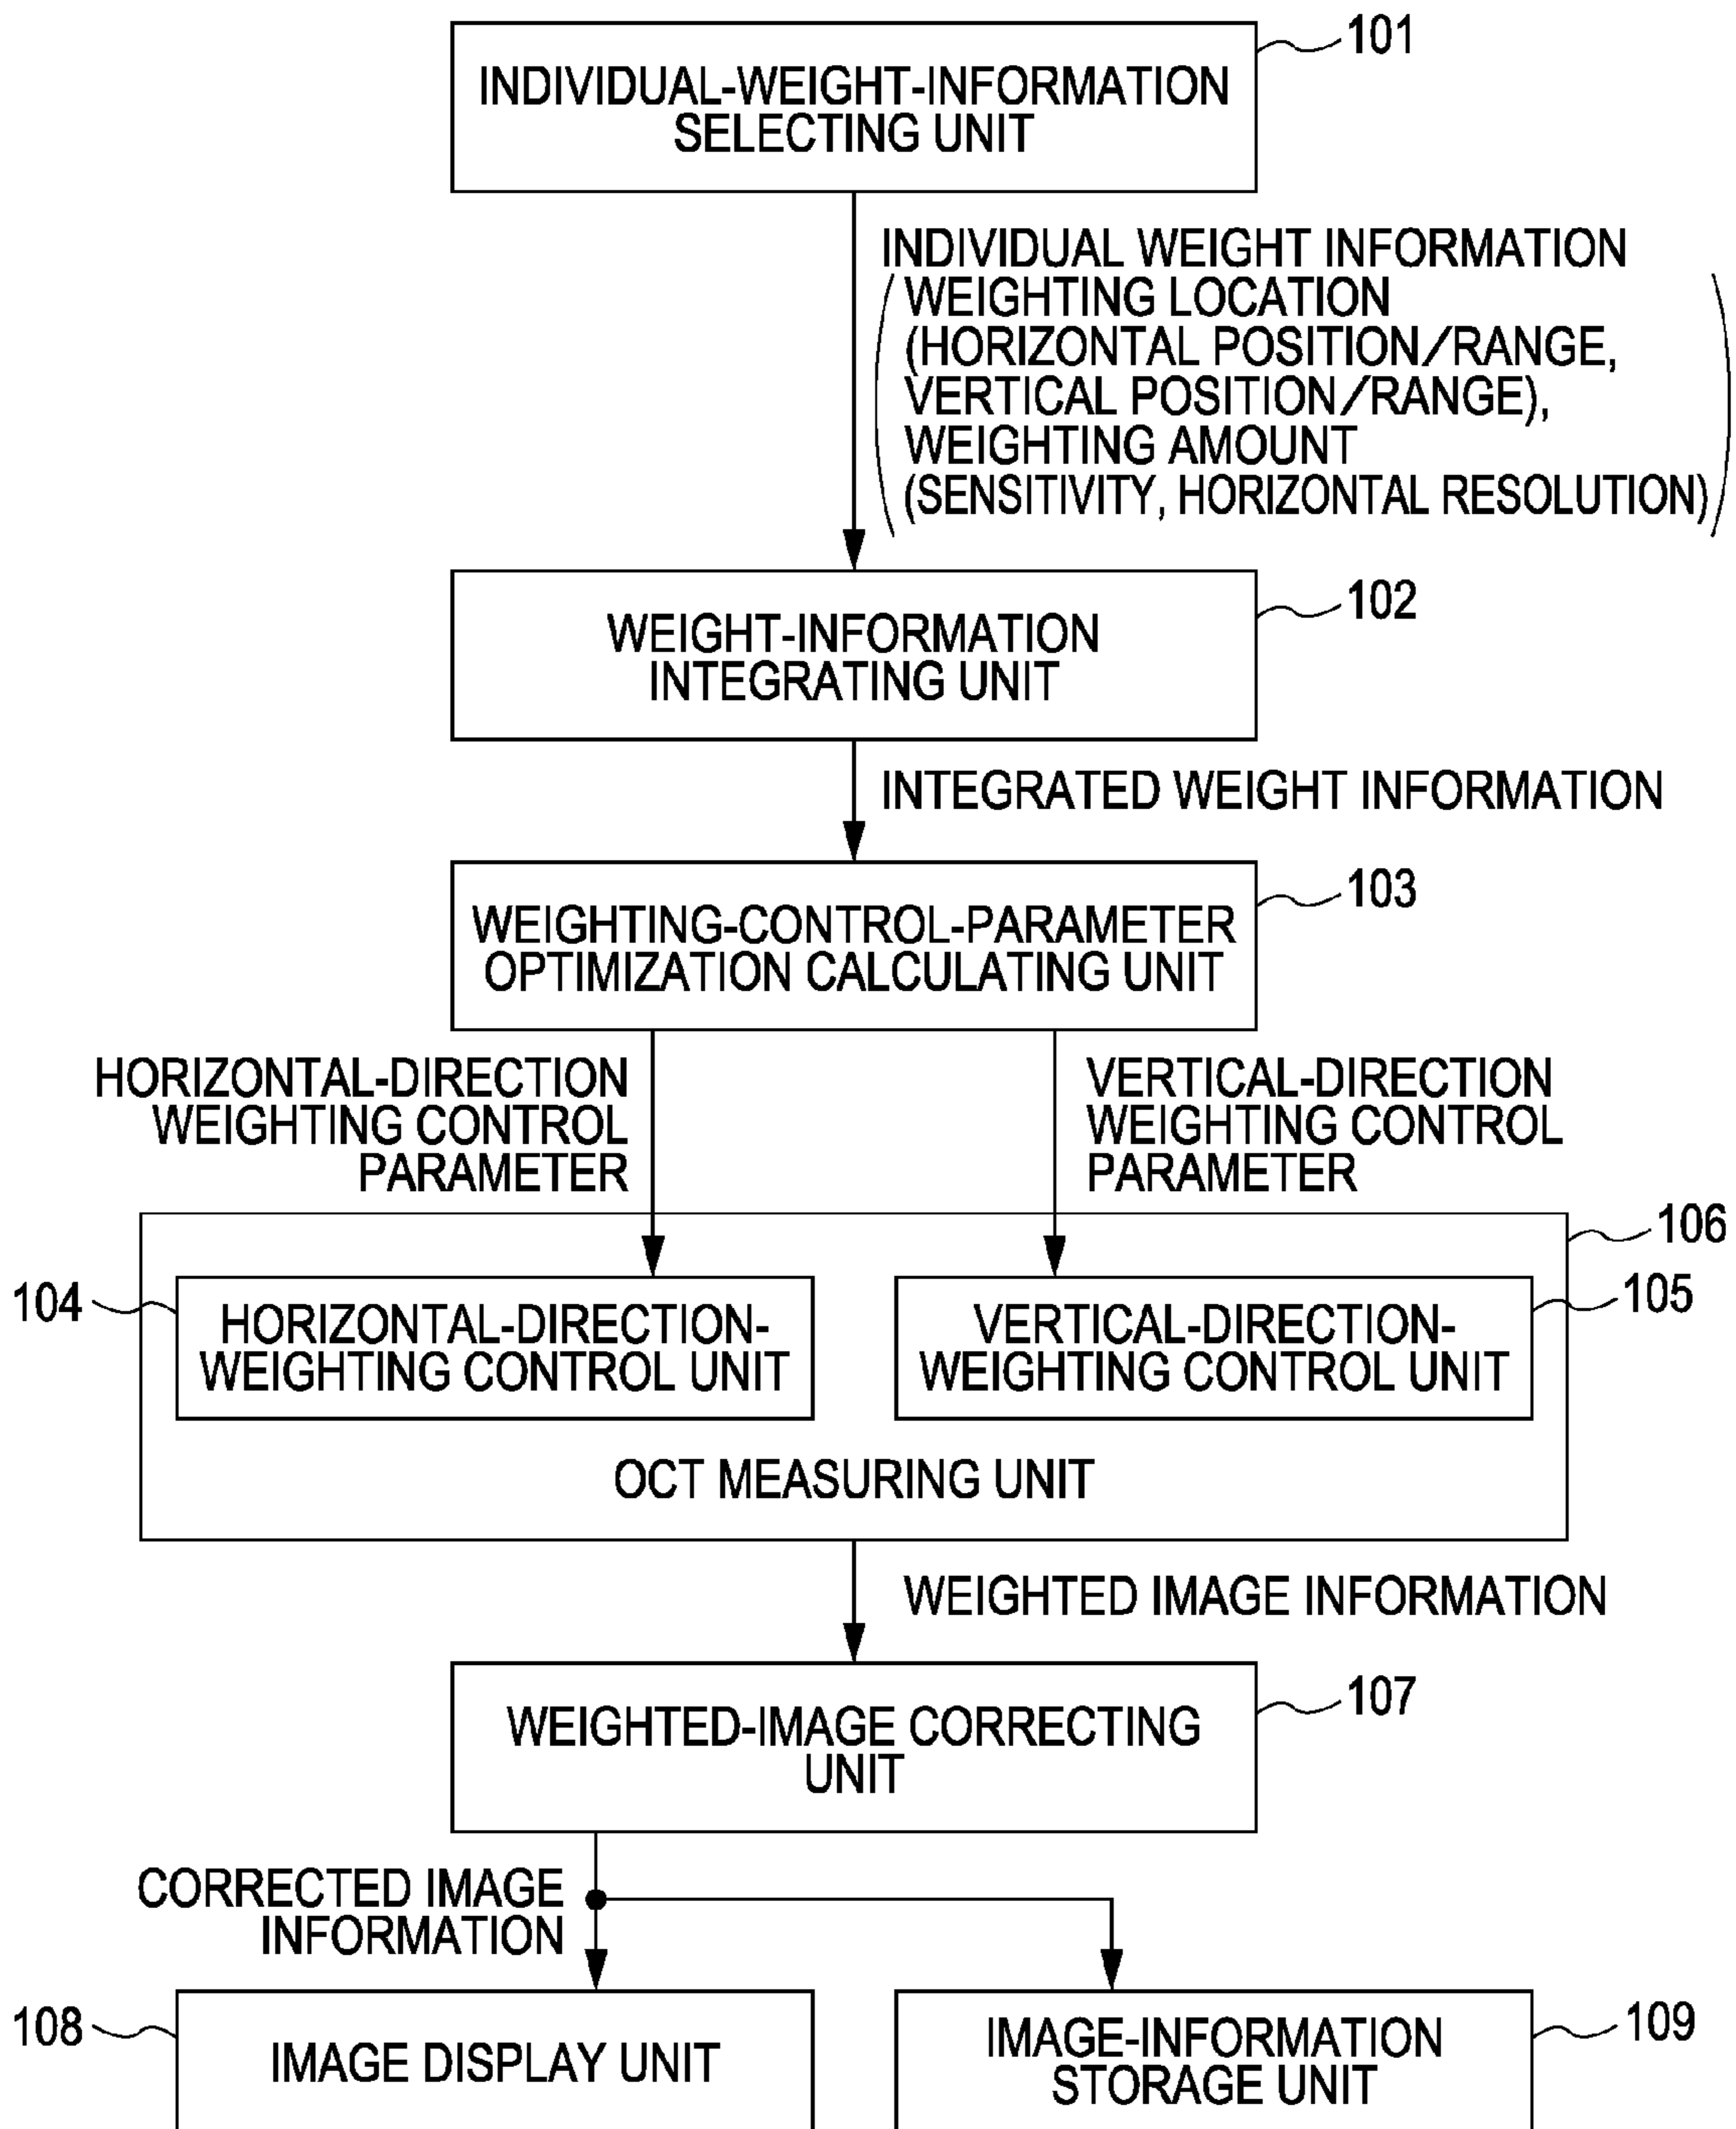 101
INDIVIDUAL-WEIGHT-INFORMATION
SELECTING UNIT
INDIVIDUAL WEIGHT INFORMATION
WEIGHTING LOCATION
(HORIZONTAL POSITION/RANGE,
VERTICAL POSITION/RANGE),
WEIGHTING AMOUNT
(SENSITIVITY, HORIZONTAL RESOLUTION)
102
WEIGHT-INFORMATION
INTEGRATING UNIT
INTEGRATED WEIGHT INFORMATION
103
WEIGHTING-CONTROL-PARAMETER
OPTIMIZATION CALCULATING UNIT
HORIZONTAL-DIRECTION
WEIGHTING CONTROL
PARAMETER
VERTICAL-DIRECTION
WEIGHTING CONTROL
PARAMETER
106
104
HORIZONTAL-DIRECTION-
WEIGHTING CONTROL UNIT
VERTICAL-DIRECTION-
WEIGHTING CONTROL UNIT
105
OCT MEASURING UNIT
WEIGHTED IMAGE INFORMATION
107
WEIGHTED-IMAGE CORRECTING
UNIT
CORRECTED IMAGE
INFORMATION
108
IMAGE DISPLAY UNIT
IMAGE-INFORMATION
STORAGE UNIT
109